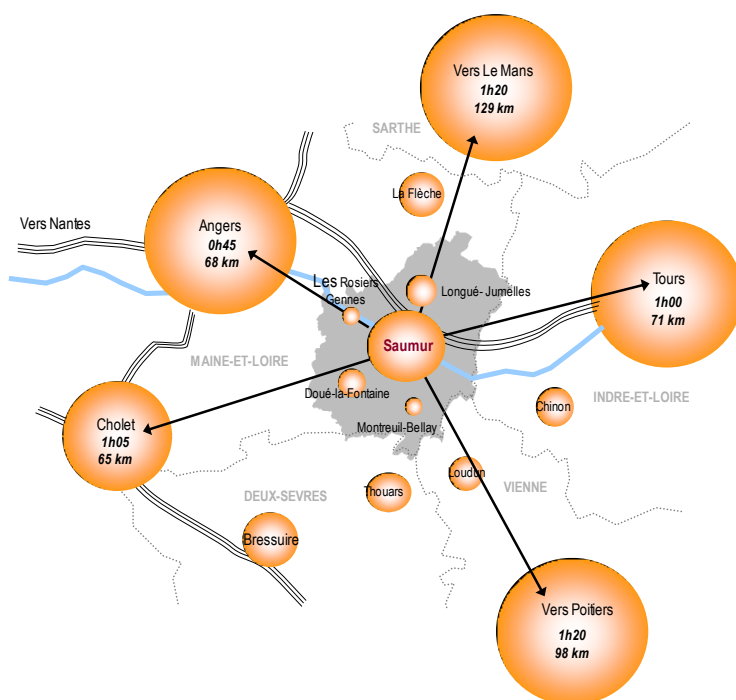 Vers Le Mans
1h20
129 km
SARTHE
La Flèche
Vers Nantes
Angers
0h45
68 km
Les Rosiers
Gennes
Longué- Jumelles
Tours
1h00
71 km
Saumur
MAINE-ET-LOIRE
Doué-la-Fontaine
INDRE-ET-LOIRE
Chinon
Cholet
1h05
65 km
Montreuil-Bellay
Loudun
VIENNE
DEUX-SEVRES
Thouars
Bressuire
Vers Poitiers
1h20
98 km